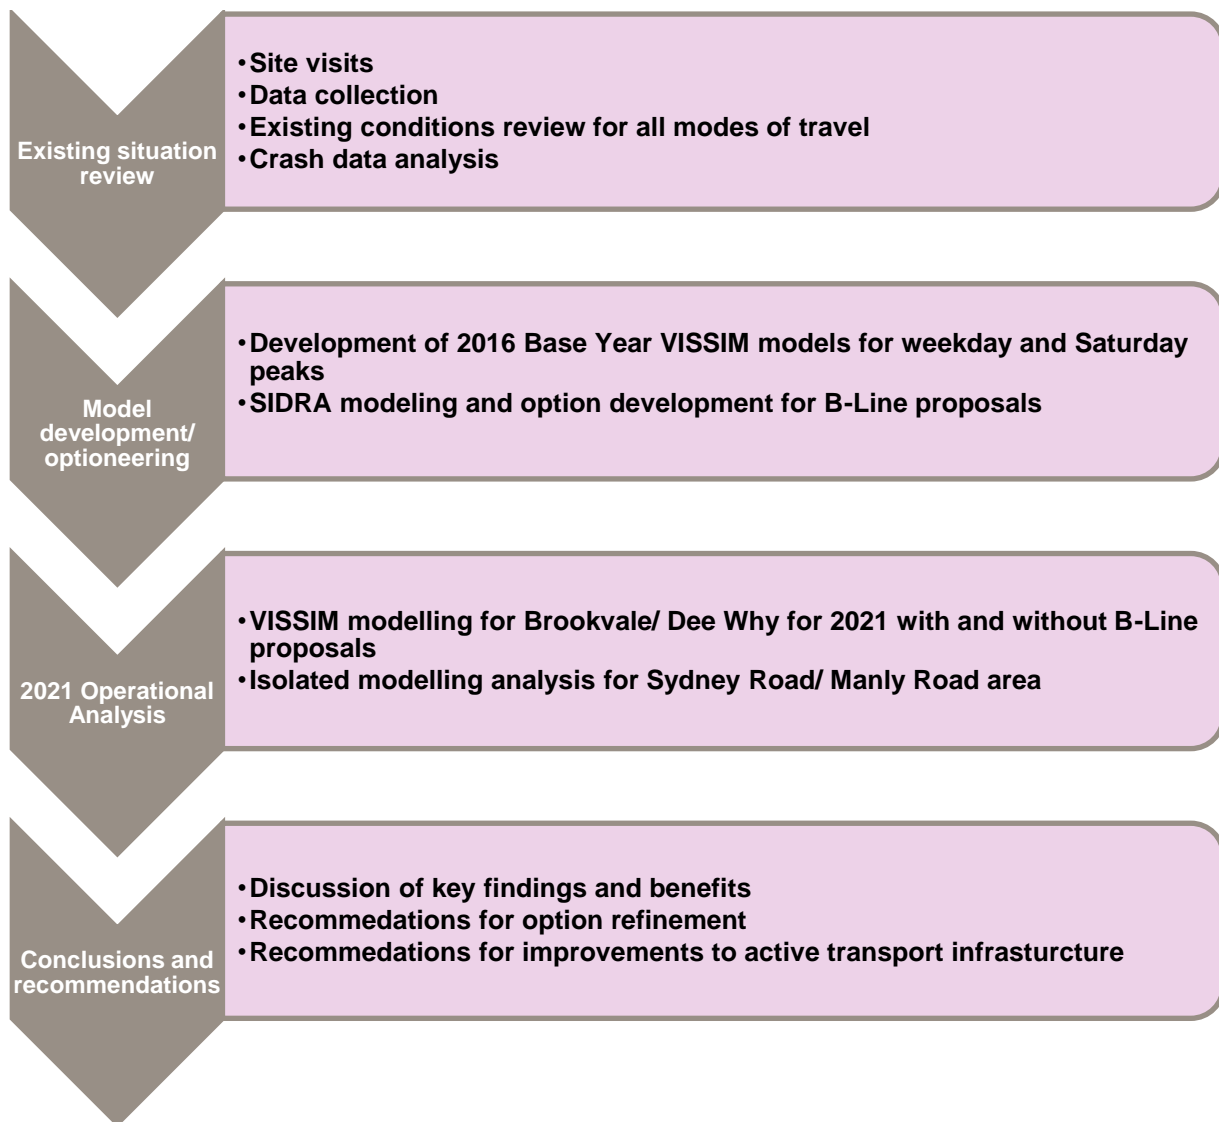 Existing situation
review
•Site visits
•Data collection
•Existing conditions review for all modes of travel
•Crash data analysis
Model
development/
optioneering
•Development of 2016 Base Year VISSIM models for weekday and Saturday
peaks
•SIDRA modeling and option development for B-Line proposals
2021 Operational
Analysis
•VISSIM modelling for Brookvale/ Dee Why for 2021 with and without B-Line
proposals
•Isolated modelling analysis for Sydney Road/ Manly Road area
Conclusions and
recommendations
•Discussion of key findings and benefits
•Recommedations for option refinement
•Recommedations for improvements to active transport infrasturcture